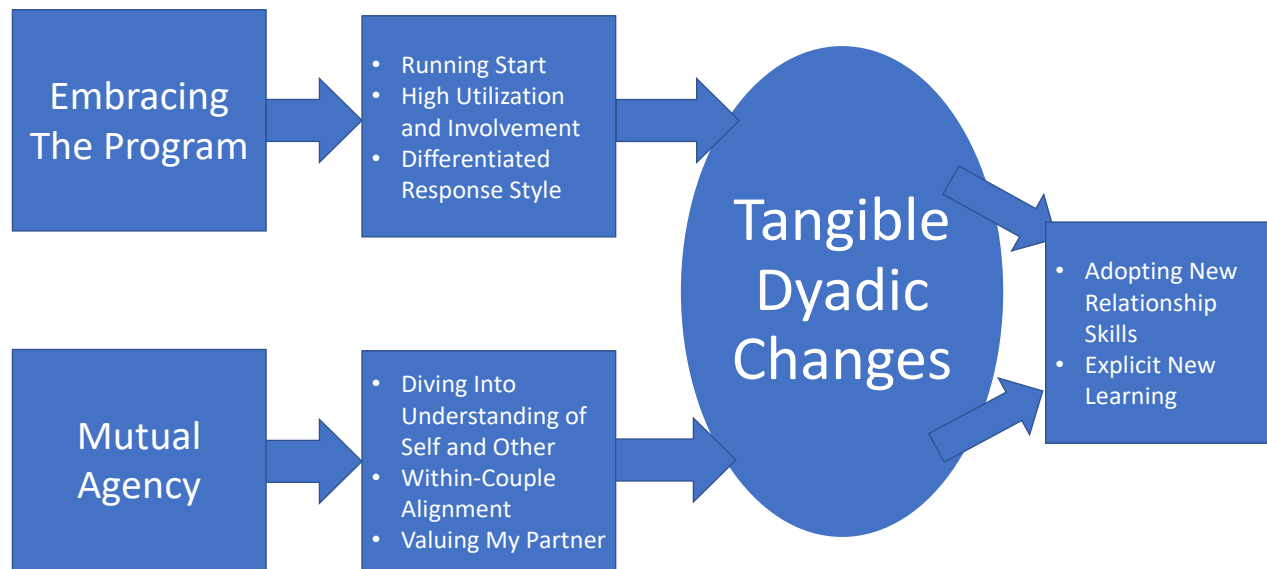 Embracing
The Program
• Running Start
• High Utilization
and Involvement
• Differentiated
Response Style
Mutual
Agency
• Diving Into
Understanding of
Self and Other
• Within-Couple
Alignment
• Valuing My Partner
Tangible
Dyadic
Changes
• Adopting New
Relationship
Skills
• Explicit New
Learning